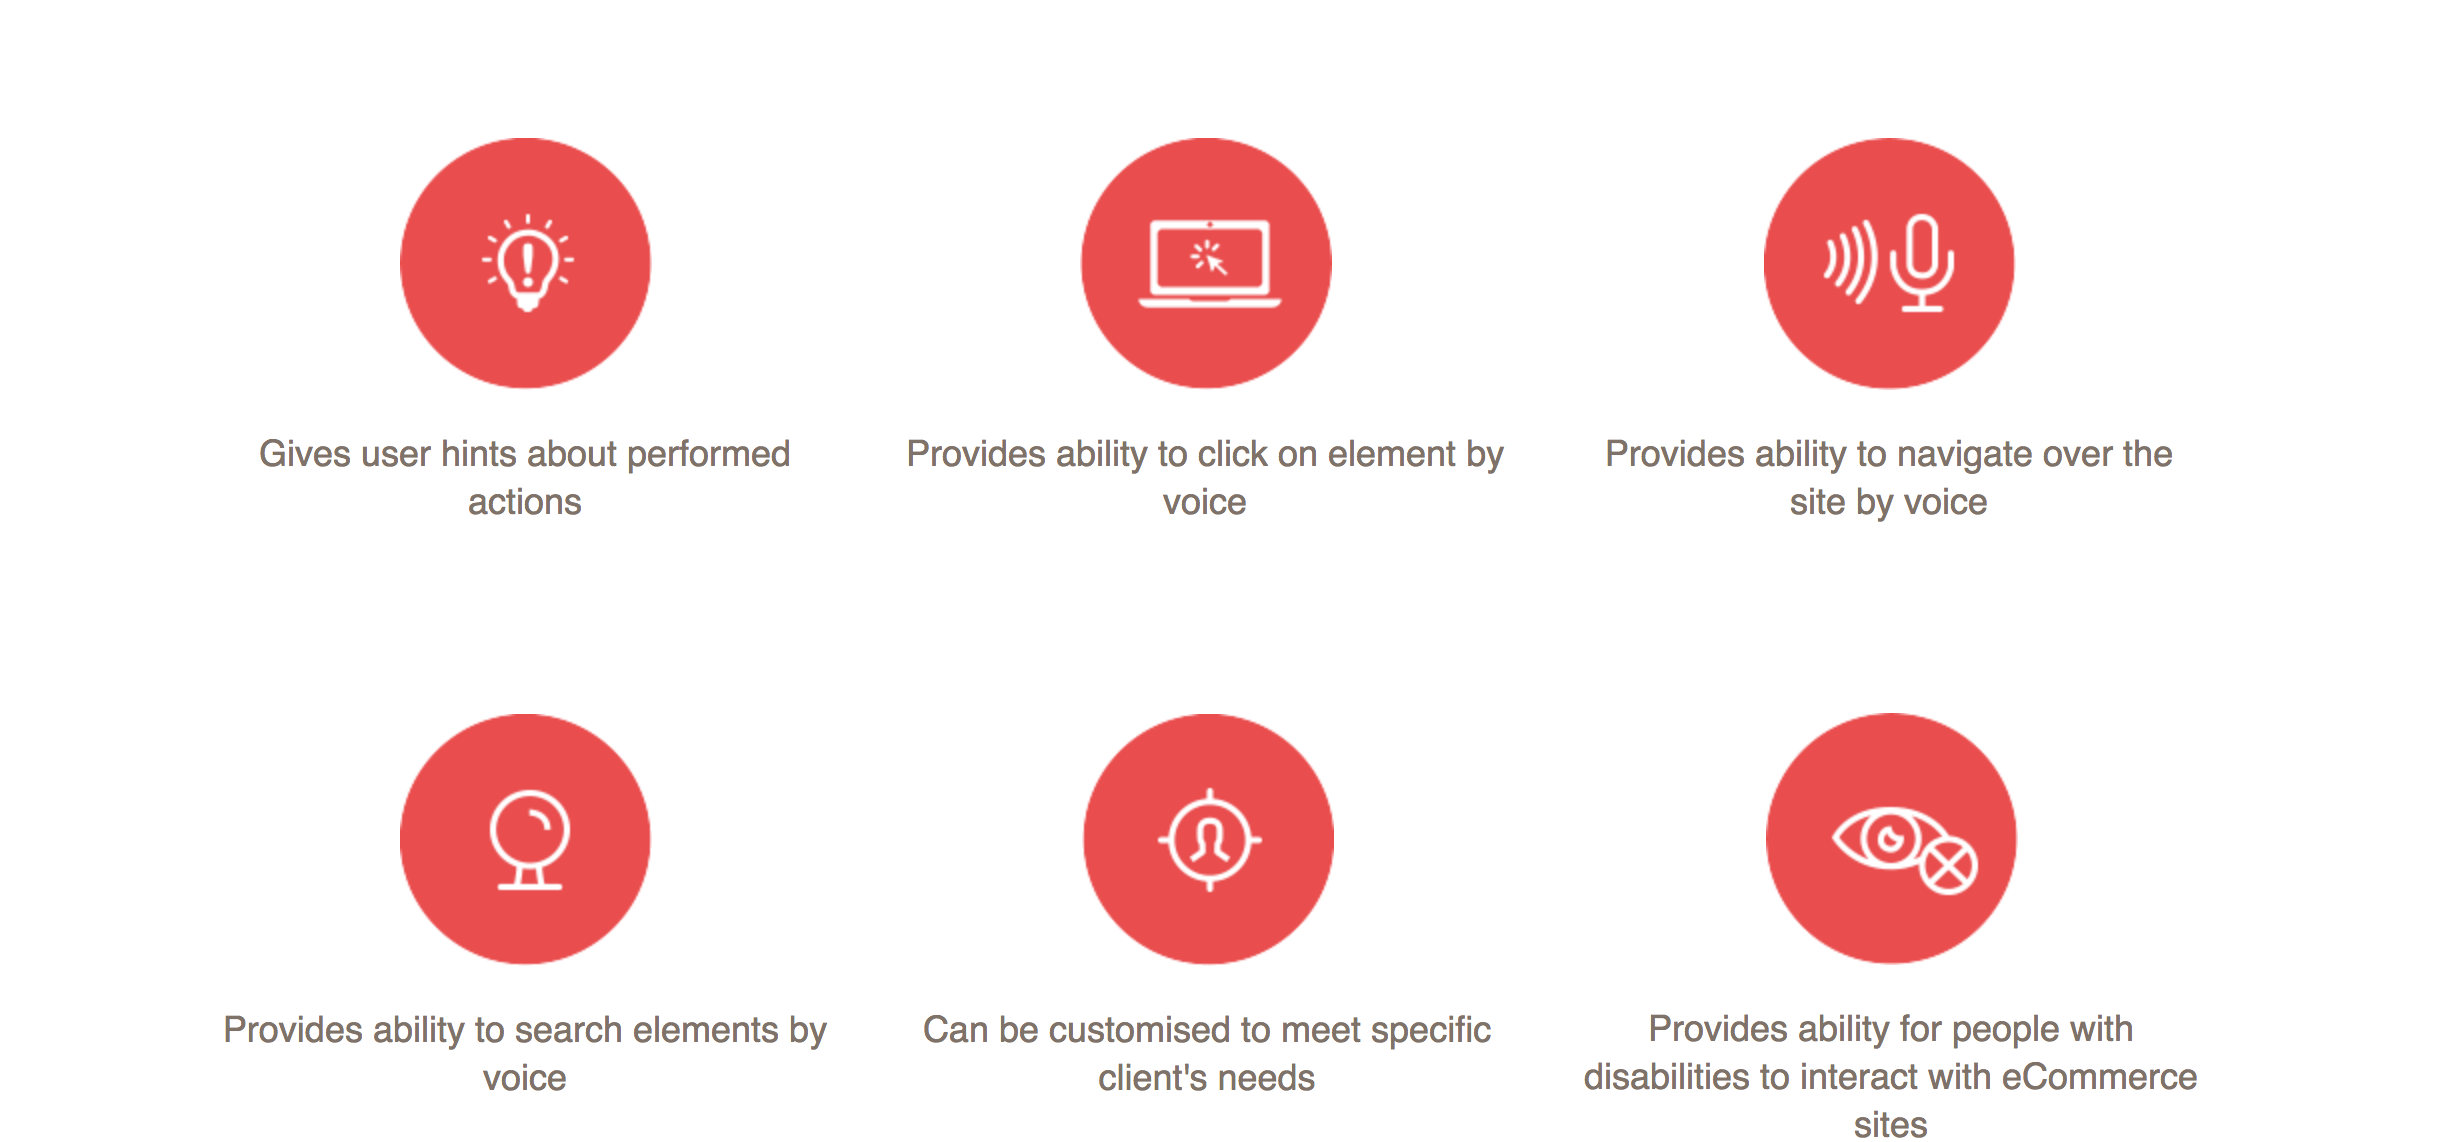 Gives user hints about performed
actions
Provides ability to click on element by
voice
Provides ability to navigate over the
site by voice
Provides ability to search elements by
voice
Can be customised to meet specific
client's needs
Provides ability for people with
disabilities to interact with eCommerce
sites